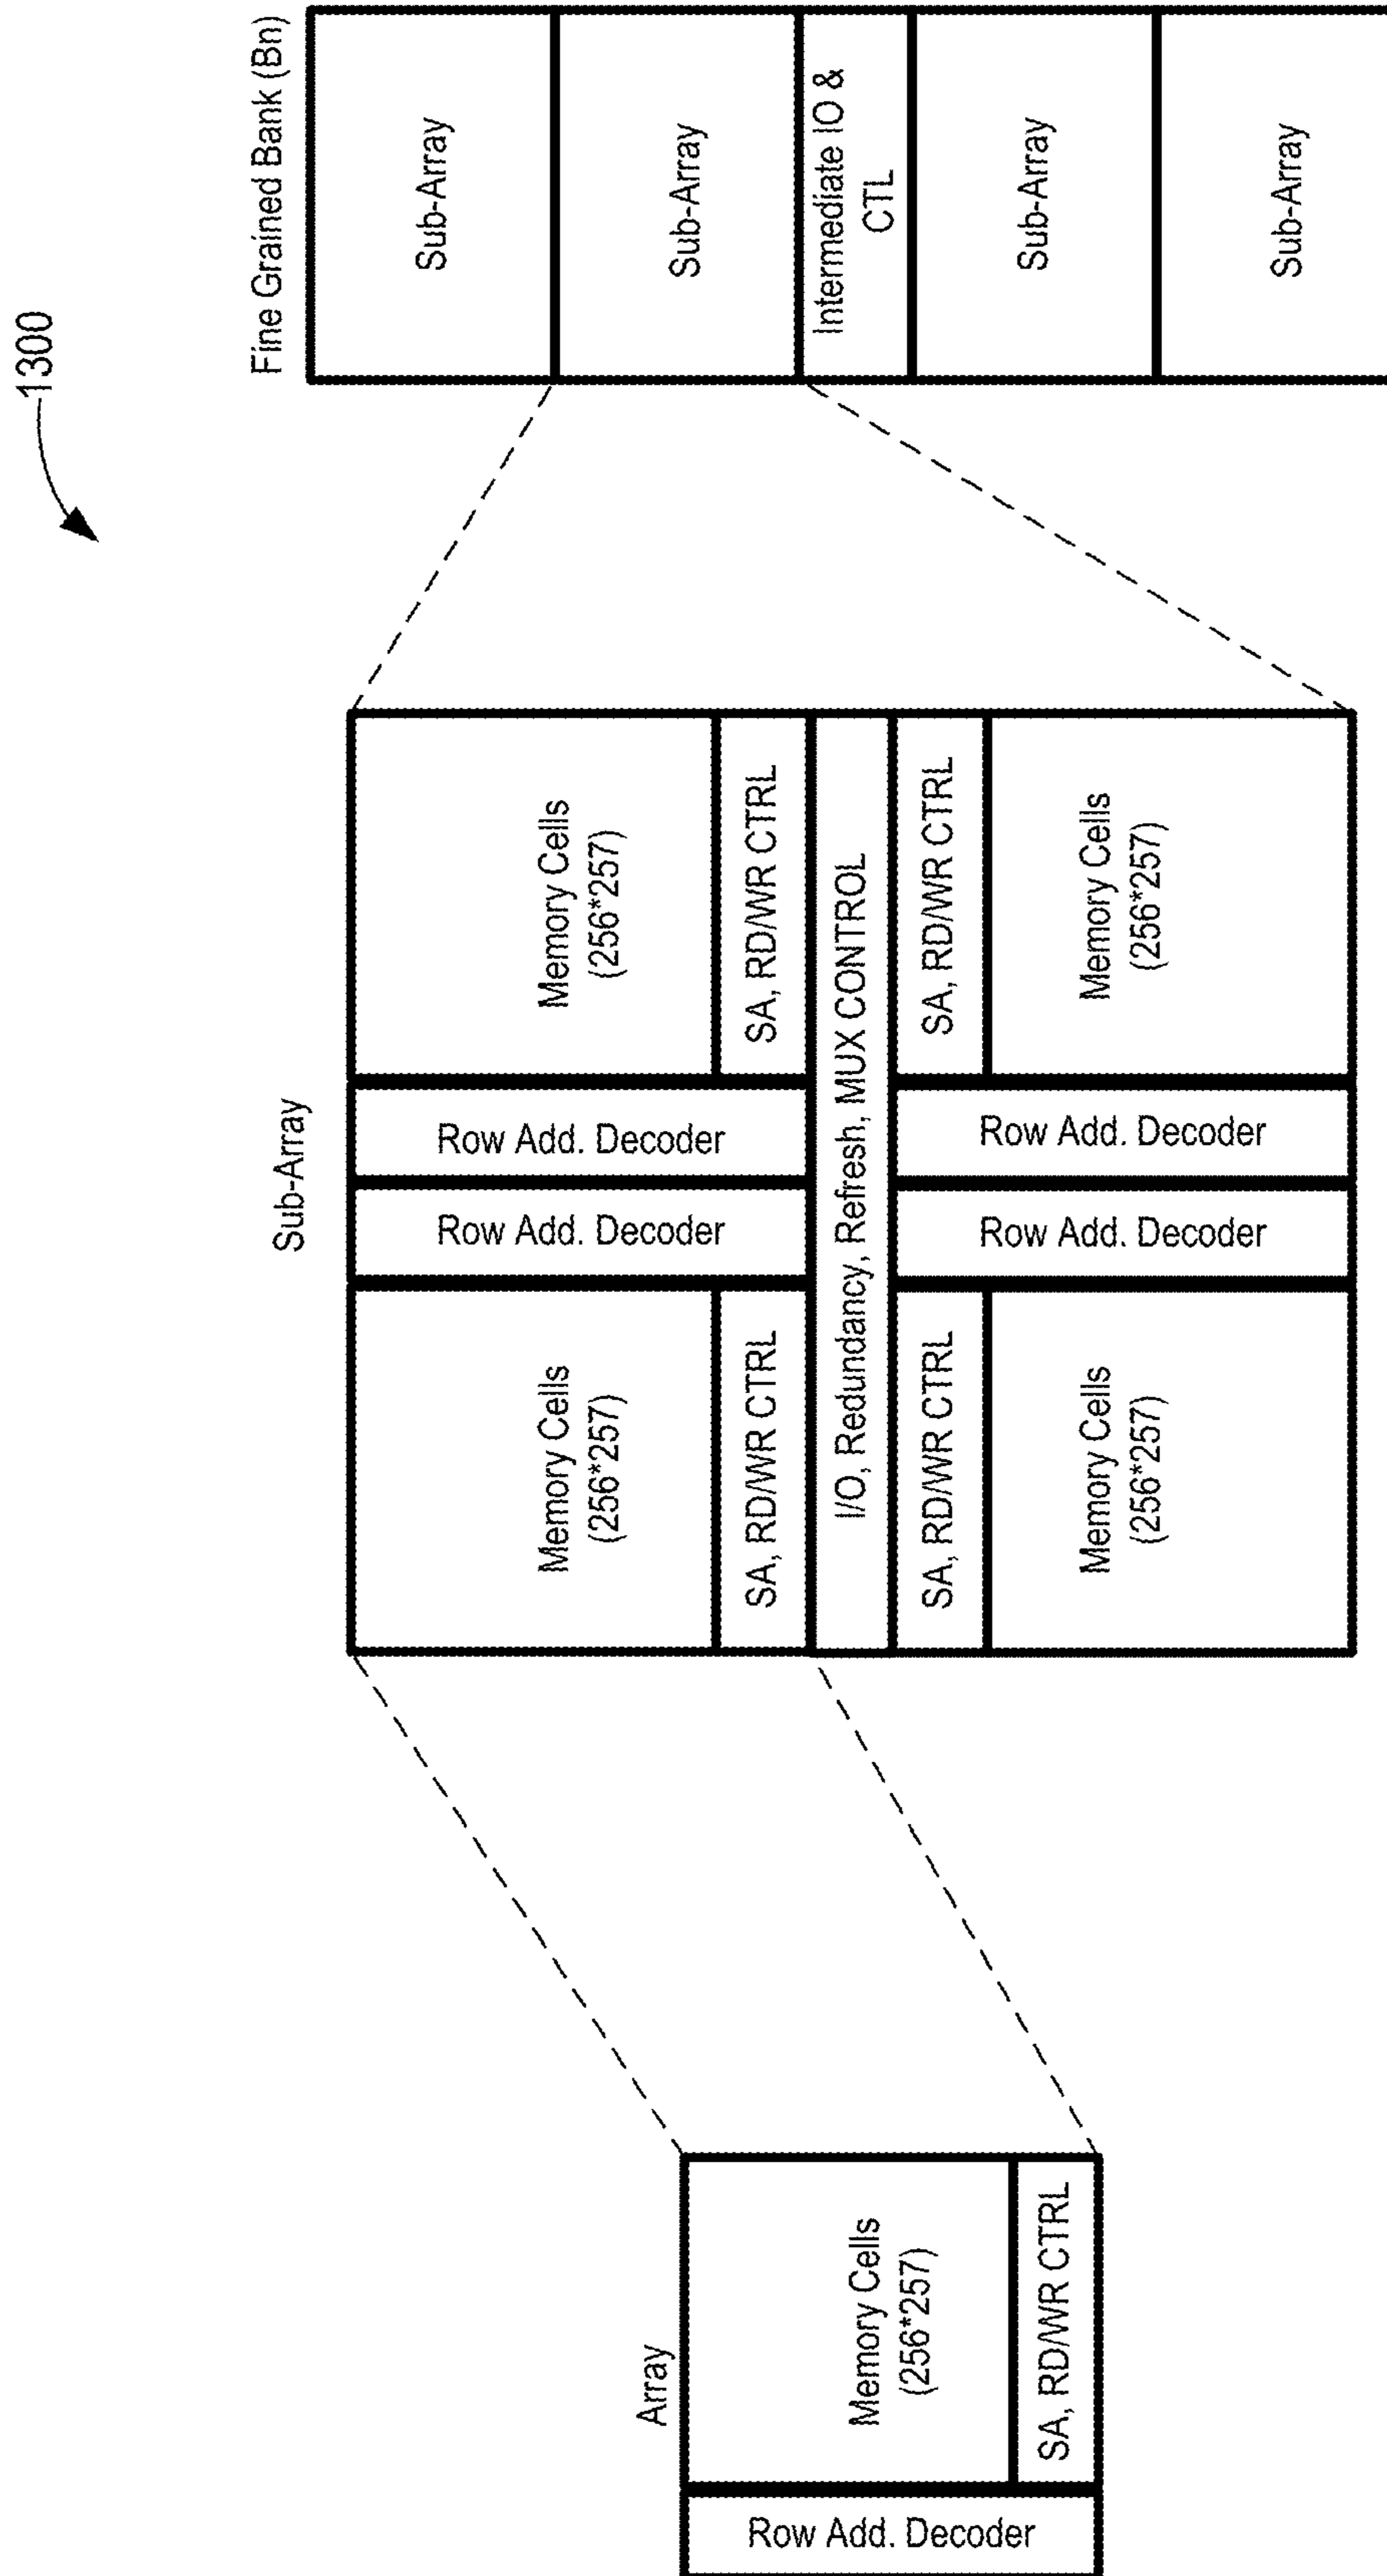 1300
Array
Row Add. Decoder
Memory Cells
(256*257)
SA, RD/WR CTRL
Sub-Array
Memory Cells
(256*257)
SA, RD/WR CTRL
Row Add. Decoder
Row Add. Decoder
Memory Cells
(256*257)
SA, RD/WR CTRL
I/O, Redundancy, Refresh, MUX CONTROL
SA, RD/WR CTRL
Memory Cells
(256*257)
Row Add. Decoder
Row Add. Decoder
SA, RD/WR CTRL
Memory Cells
(256*257)
Fine Grained Bank (Bn)
Sub-Array
Sub-Array
Intermediate IO &
CTL
Sub-Array
Sub-Array